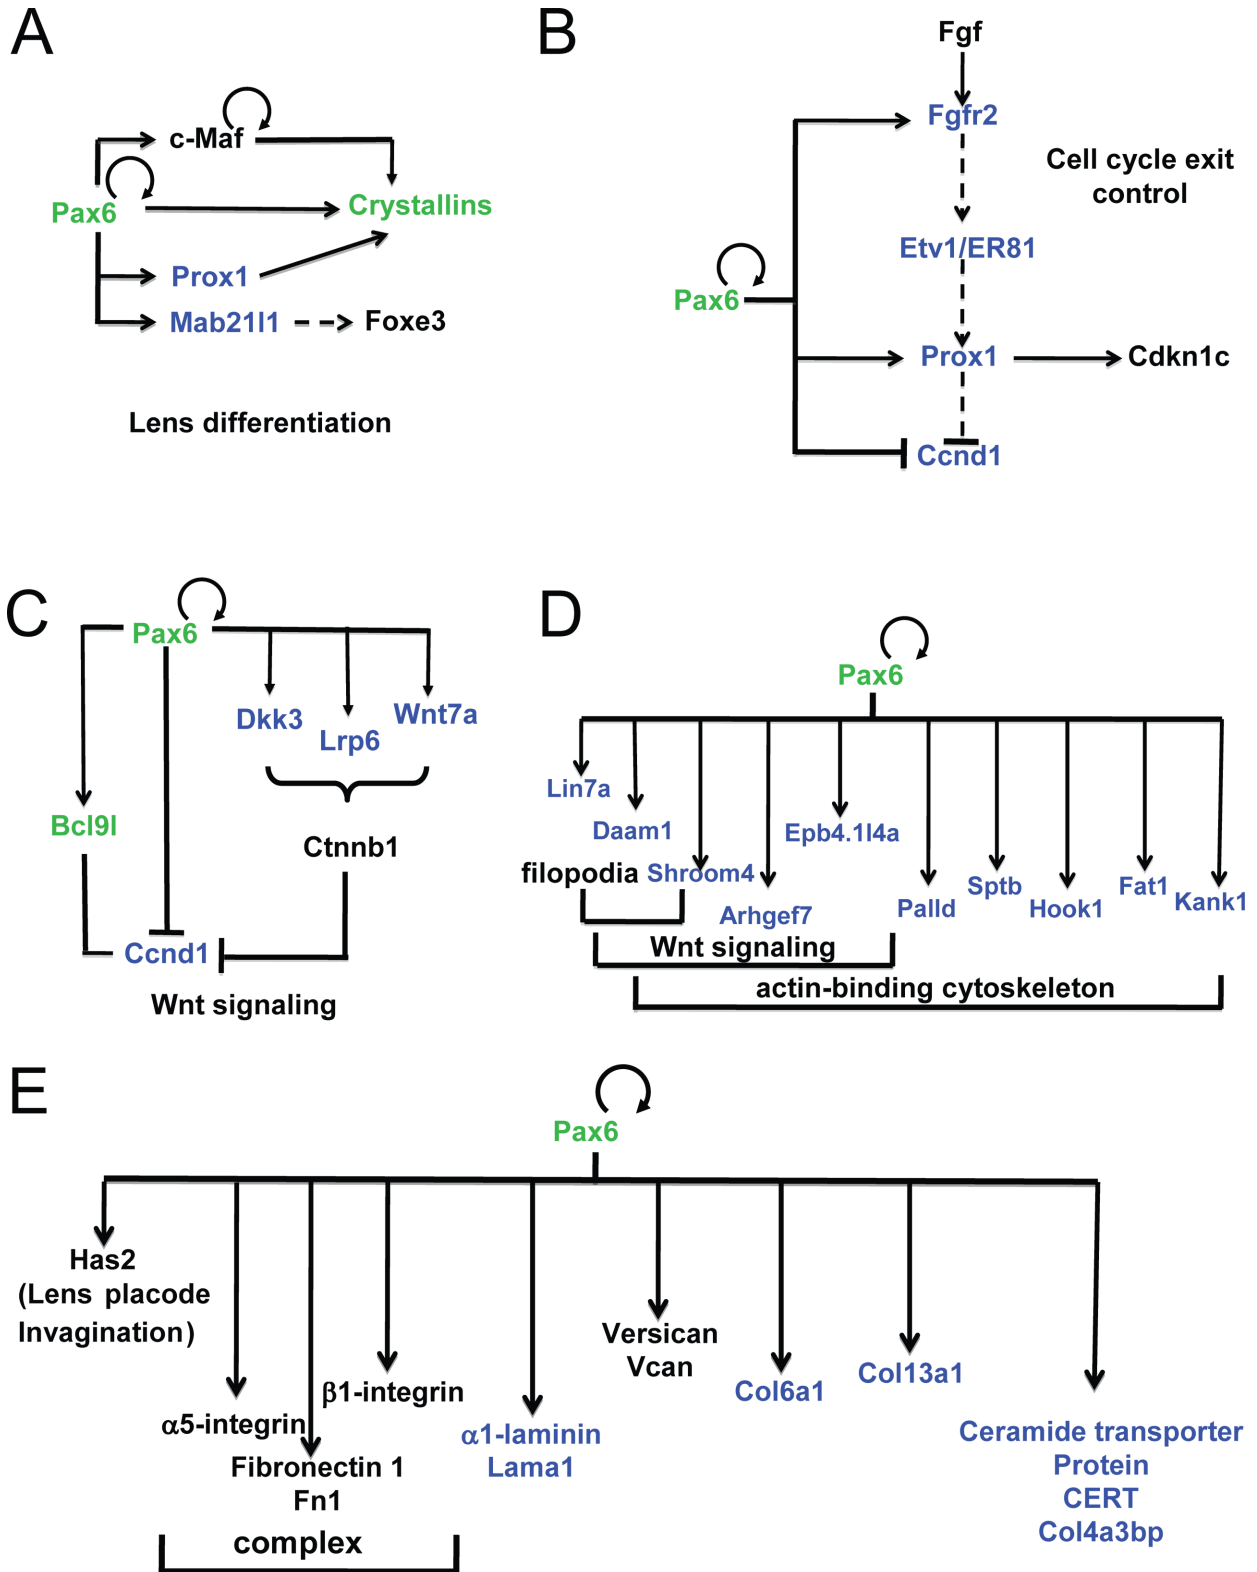 A
c-Maf
Pax6
Crystallins
Prox1
Mab21l1
Foxe3
Lens differentiation
B
Fgf
Fgfr2
Cell cycle exit
control
Etv1/ER81
Pax6
Prox1
Cdkn1c
Ccnd1
C
Pax6
Dkk3
Lrp6
Wnt7a
Bcl9l
Ctnnb1
Ccnd1
Wnt signaling
D
Pax6
Lin7a
Daam1
Epb4.1l4a
filopodia
Shroom4
Arhgef7
Palld
Sptb
Hook1
Fat1
Kank1
Wnt signaling
actin-binding cytoskeleton
E
Pax6
Has2
(Lens placode
Invagination)
α5-integrin
β1-integrin
Fibronectin 1
Fn1
complex
α1-laminin
Lama1
Versican
Vcan
Col6a1
Col13a1
Ceramide transporter
Protein
CERT
Col4a3bp